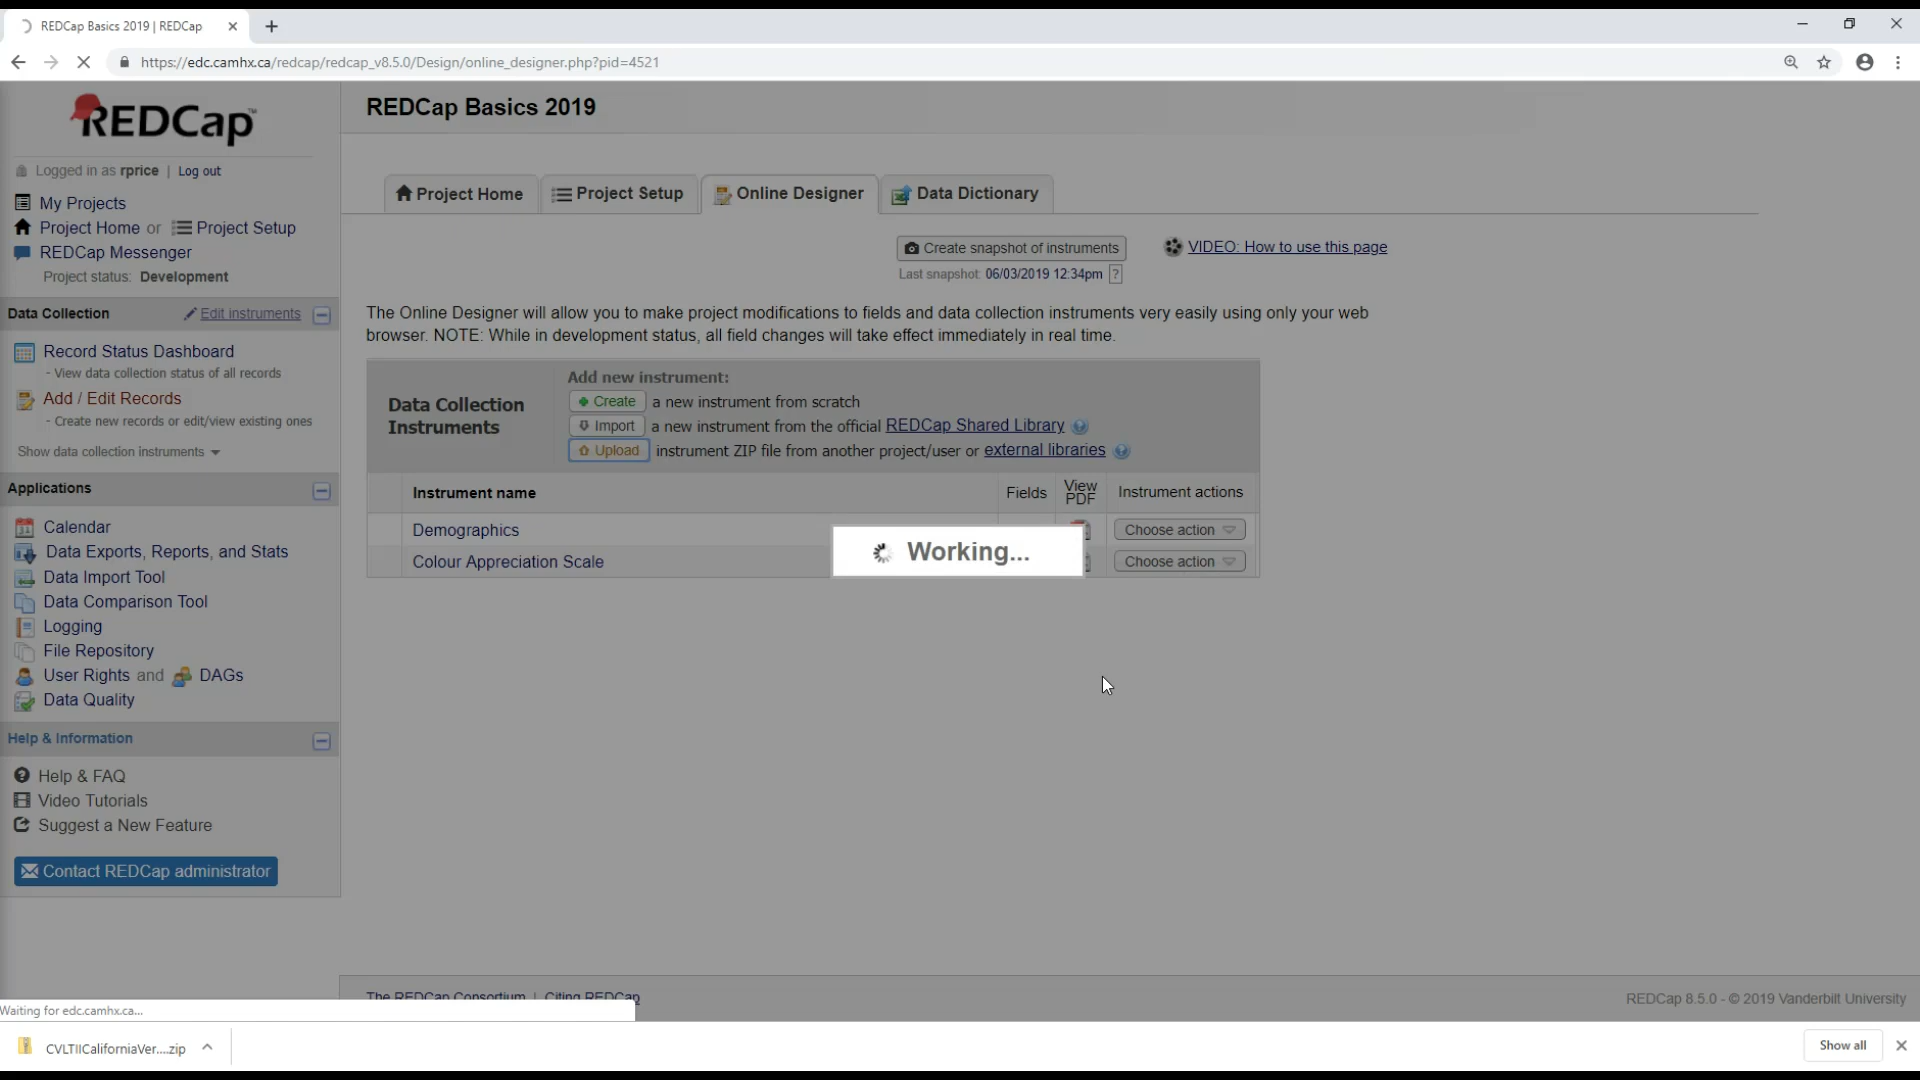 REDCap Basics 2019 | REDCap
https://edc.camhx.ca/redcap/redcap_v8.5.0/Design/online_designer.php?pid=4521
REDCap
Logged in as rprice | Log out
My Projects
Project Home or Project Setup
REDCap Messenger
Project status: Development
Data Collection Edit instruments
Record Status Dashboard
- View data collection status of all records
Add / Edit Records
- Create new records or edit/view existing ones
Show data collection instruments
Applications
Calendar
Data Exports, Reports, and Stats
Data Import Tool
Data Comparison Tool
Logging
File Repository
User Rights and DAGs
Data Quality
Help & Information
Help & FAQ
Video Tutorials
Suggest a New Feature
Contact REDCap administrator
REDCap Basics 2019
Project Home Project Setup Online Designer Data Dictionary
Create snapshot of instruments VIDEO: How to use this page
Last snapshot: 06/03/2019 12:34pm ?
The Online Designer will allow you to make project modifications to fields and data collection instruments very easily using only your web
browser. NOTE: While in development status, all field changes will take effect immediately in real time.
Data Collection
Instruments
Add new instrument:
Create a new instrument from scratch
Import a new instrument from the official REDCap Shared Library ?
Upload instrument ZIP file from another project/user or external libraries ?
Instrument name Fields View PDF Instrument actions
Demographics Choose action
Colour Appreciation Scale Choose action
Working...
The REDCap Consortium | Citing REDCap
REDCap 8.5.0 - © 2019 Vanderbilt University
Waiting for edc.camhx.ca...
CVLTIICaliforniaVer....zip
Show all